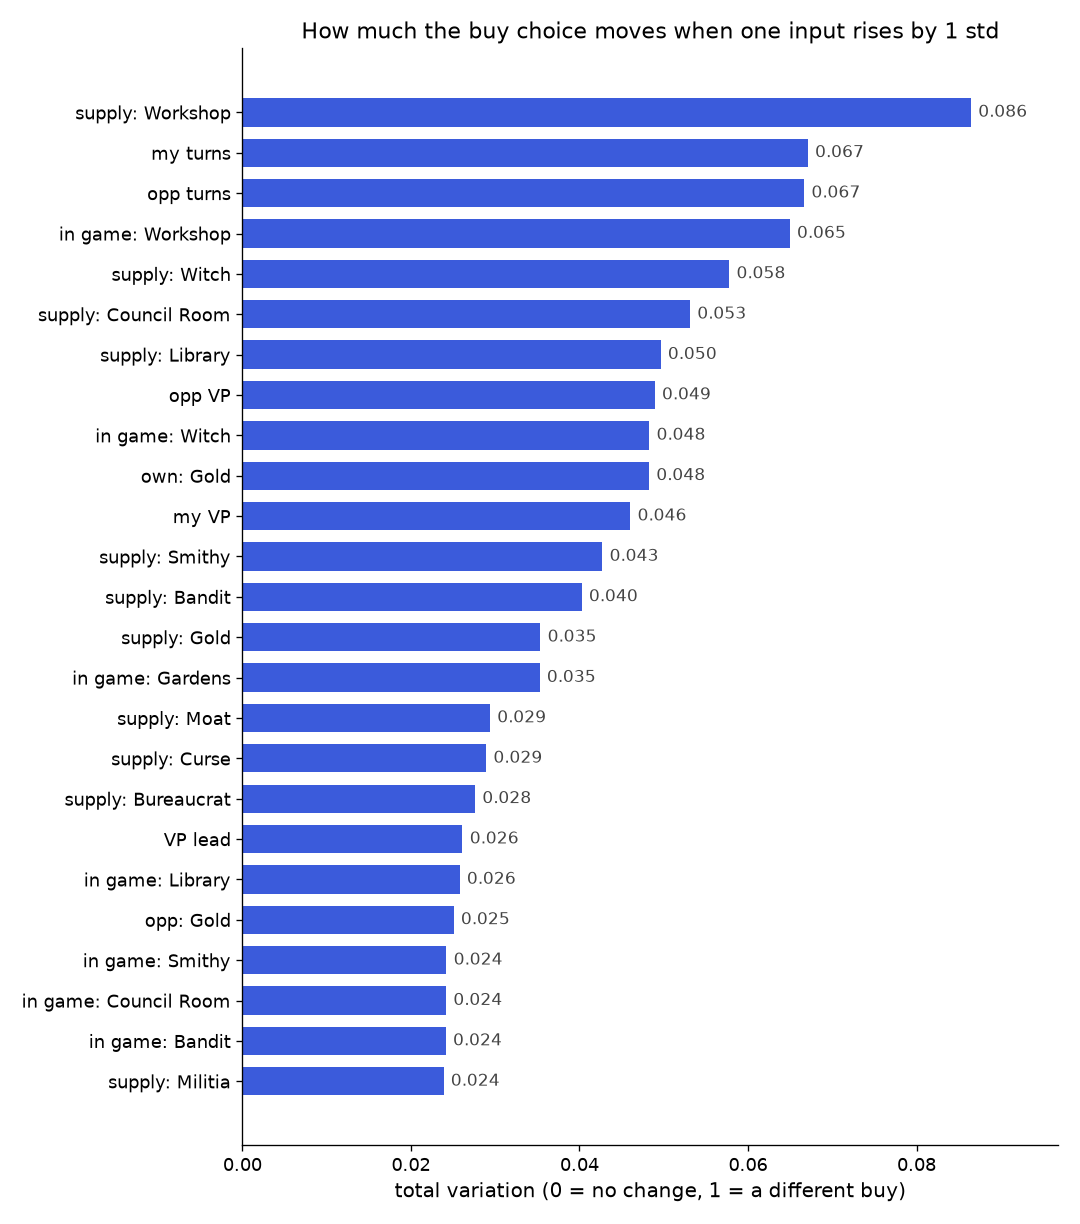 How much the buy choice moves when one input rises by 1 std
supply: Workshop 0.086
my turns 0.067
opp turns 0.067
in game: Workshop 0.065
supply: Witch 0.058
supply: Council Room 0.053
supply: Library 0.050
opp VP 0.049
in game: Witch 0.048
own: Gold 0.048
my VP 0.046
supply: Smithy 0.043
supply: Bandit 0.040
supply: Gold 0.035
in game: Gardens 0.035
supply: Moat 0.029
supply: Curse 0.029
supply: Bureaucrat 0.028
VP lead 0.026
in game: Library 0.026
opp: Gold 0.025
in game: Smithy 0.024
in game: Council Room 0.024
in game: Bandit 0.024
supply: Militia 0.024
0.00 0.02 0.04 0.06 0.08
total variation (0 = no change, 1 = a different buy)